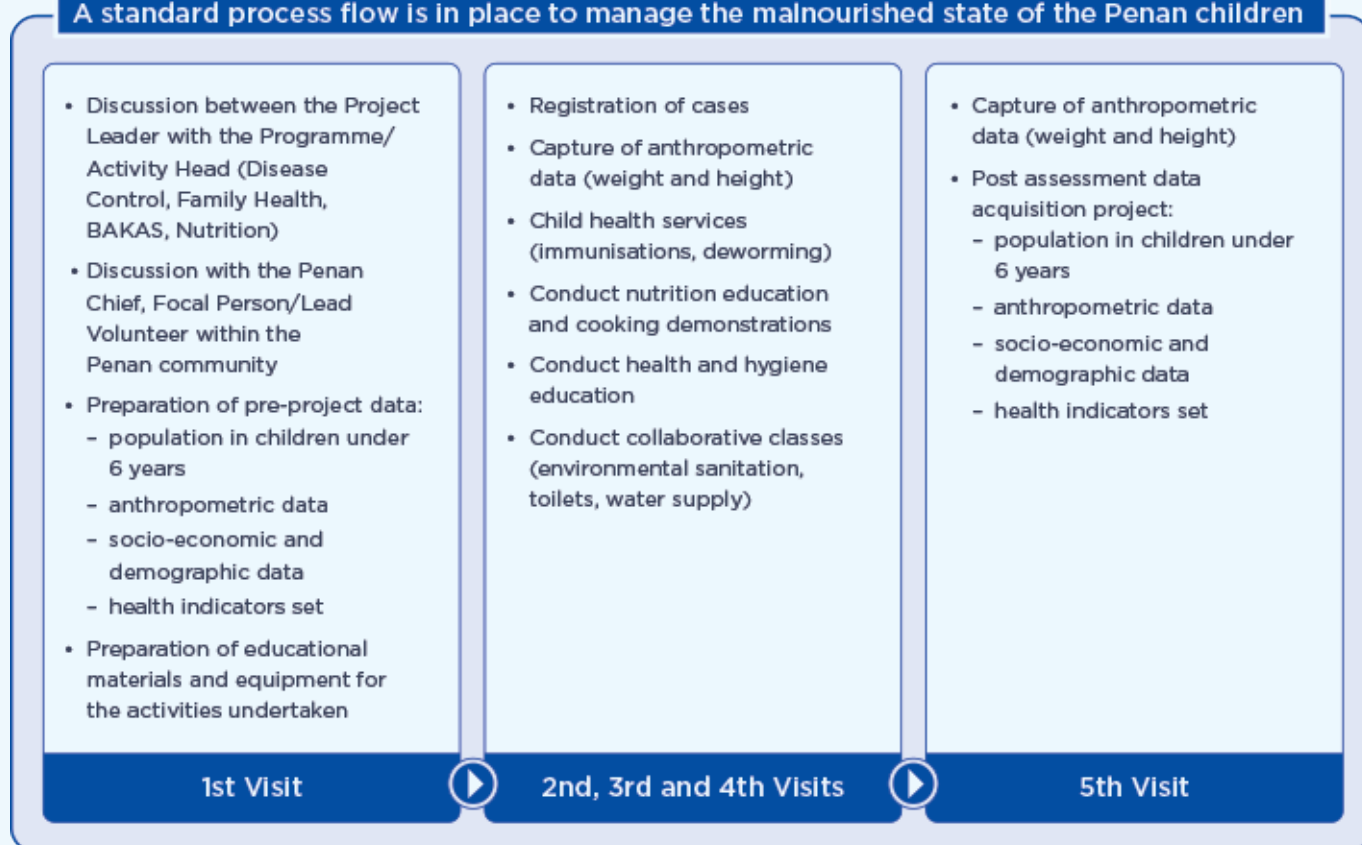 A standard process flow is in place to manage the malnourished state of the Penan children
• Discussion between the Project
Leader with the Programme/
Activity Head (Disease
Control, Family Health,
BAKAS, Nutrition)
• Discussion with the Penan
Chief, Focal Person/Lead
Volunteer within the
Penan community
• Preparation of pre-project data:
– population in children under
6 years
– anthropometric data
– socio-economic and
demographic data
– health indicators set
• Preparation of educational
materials and equipment for
the activities undertaken
1st Visit
• Registration of cases
• Capture of anthropometric
data (weight and height)
• Child health services
(immunisations, deworming)
• Conduct nutrition education
and cooking demonstrations
• Conduct health and hygiene
education
• Conduct collaborative classes
(environmental sanitation,
toilets, water supply)
2nd, 3rd and 4th Visits
• Capture of anthropometric
data (weight and height)
• Post assessment data
acquisition project:
– population in children under
6 years
– anthropometric data
– socio-economic and
demographic data
– health indicators set
5th Visit